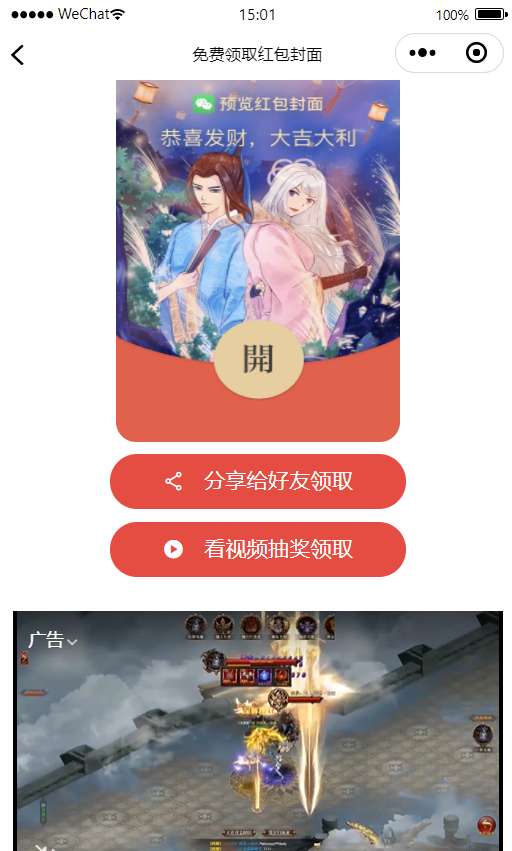 WeChat
15:01
100%
免费领取红包封面
预览红包封面
恭喜发财，大吉大利
開
分享给好友领取
看视频抽奖领取
广告